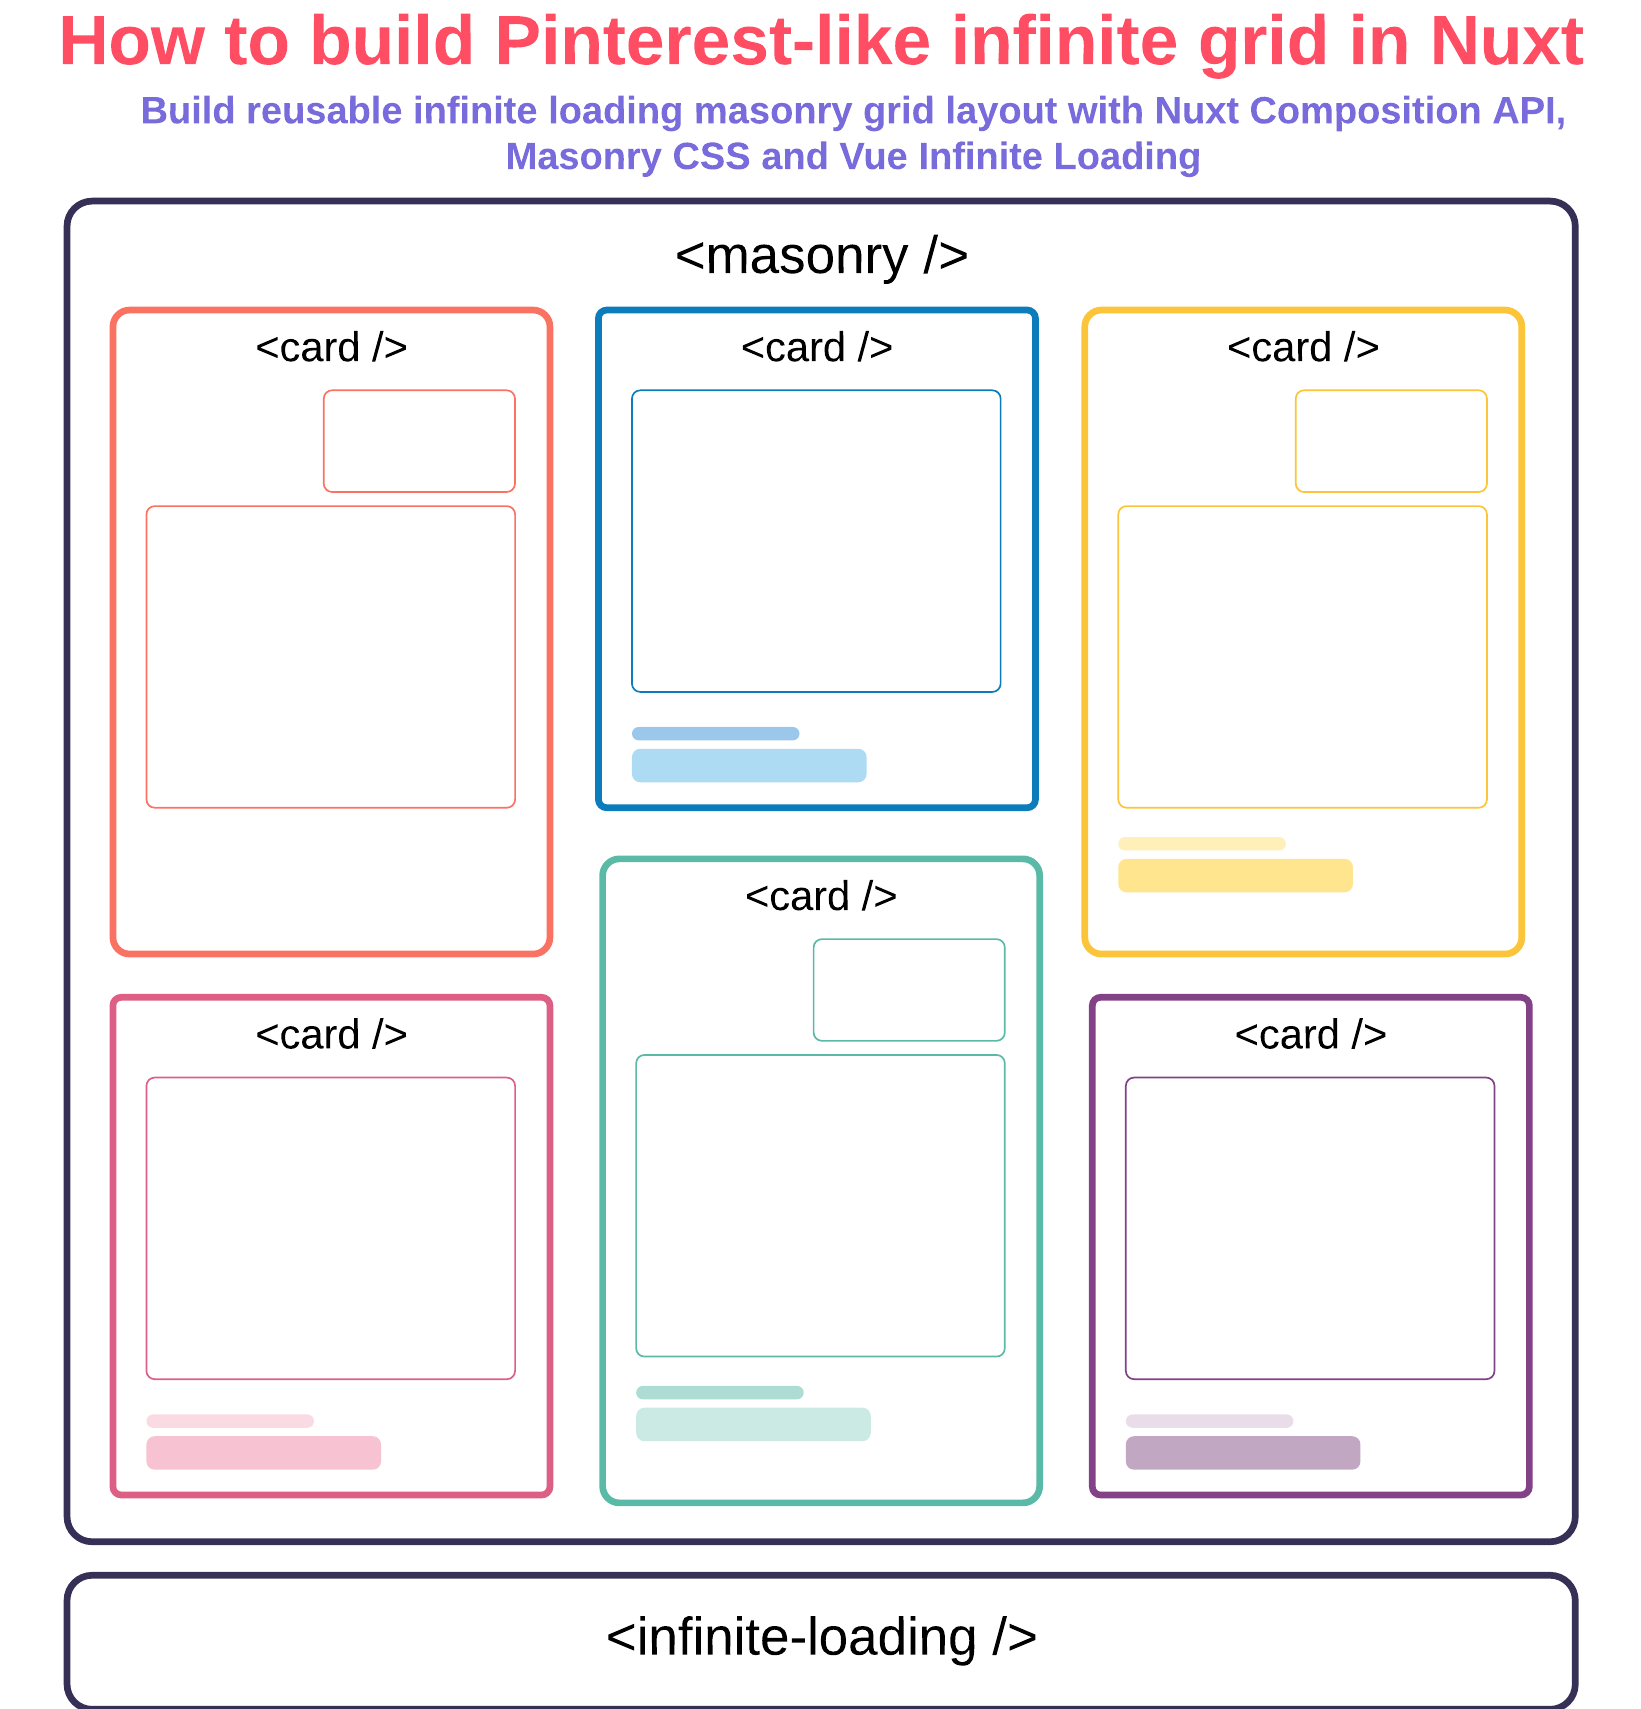 How to build Pinterest-like infinite grid in Nuxt
Build reusable infinite loading masonry grid layout with Nuxt Composition API,
Masonry CSS and Vue Infinite Loading
<masonry />
<card />
<card />
<card />
<card />
<card />
<card />
<infinite-loading />